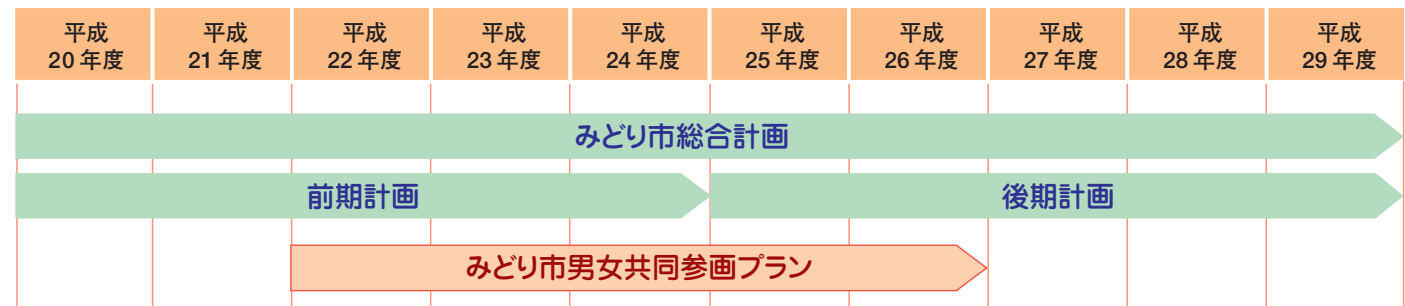 平成
20年度
平成
21年度
平成
22年度
平成
23年度
平成
24年度
平成
25年度
平成
26年度
平成
27年度
平成
28年度
平成
29年度
みどり市総合計画
前期計画
後期計画
みどり市男女共同参画プラン